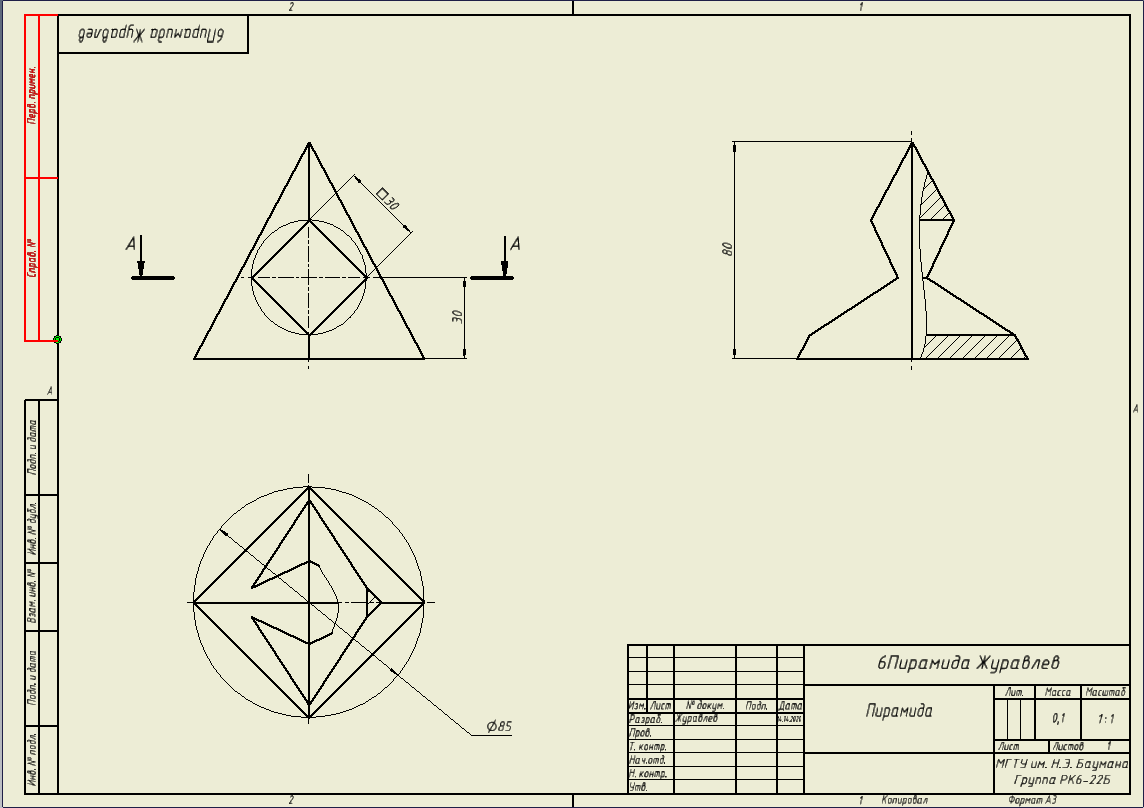 2
1
6Пирамида Журавлев
Перв. примен.
Справ. №
А
А
□30
30
80
А
А
Подп. и дата
Инв. № дубл.
Взам. инв. №
Подп. и дата
Инв. № подл.
Ø85
6Пирамида Журавлев
Пирамида
Лит. Масса Масштаб
0,1 1:1
Лист Листов 1
МГТУ им. Н.Э. Баумана
Группа РК6-22Б
Изм. Лист № докум. Подп. Дата
Разраб. Журавлев
Пров.
Т. контр.
Нач.отд.
Н. контр.
Утв.
2
1 Копировал Формат А3